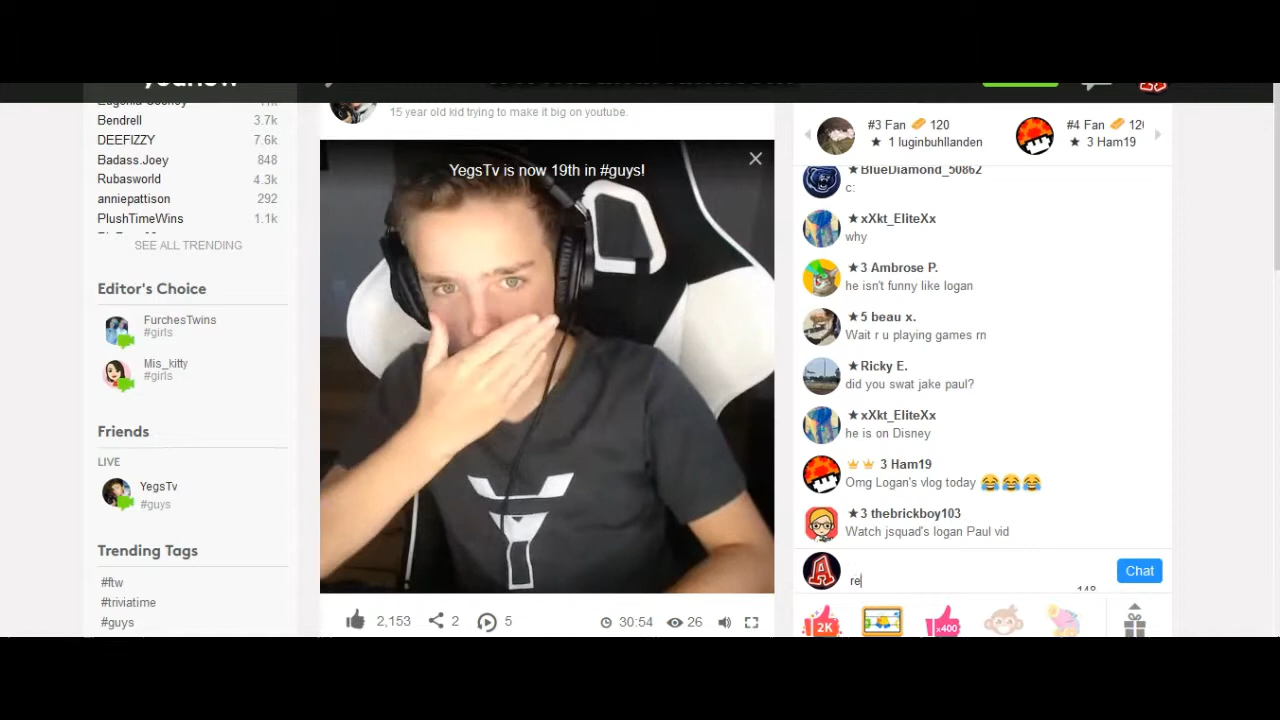 Bendrell 3.7k
DEEFIZZY 7.6k
Badass.Joey 848
Rubasworld 4.3k
anniepattison 292
PlushTimeWins 1.1k
SEE ALL TRENDING
Editor's Choice
FurchesTwins
#girls
Mis_kitty
#girls
Friends
LIVE
YegsTv
#guys
Trending Tags
#ftw
#triviatime
#guys
15 year old kid trying to make it big on youtube.
YegsTv is now 19th in #guys!
2,153 2 5 30:54 26
#3 Fan 120
★ 1 luginbuhllanden
#4 Fan 12
★ 3 Ham19
★BlueDiamond_50862
c:
★xXkt_EliteXx
why
★3 Ambrose P.
he isn't funny like logan
★5 beau x.
Wait r u playing games rn
★Ricky E.
did you swat jake paul?
★xXkt_EliteXx
he is on Disney
3 Ham19
Omg Logan's vlog today 😂😂😂
★3 thebrickboy103
Watch jsquad's logan Paul vid
A
re
Chat
148
2K
x400